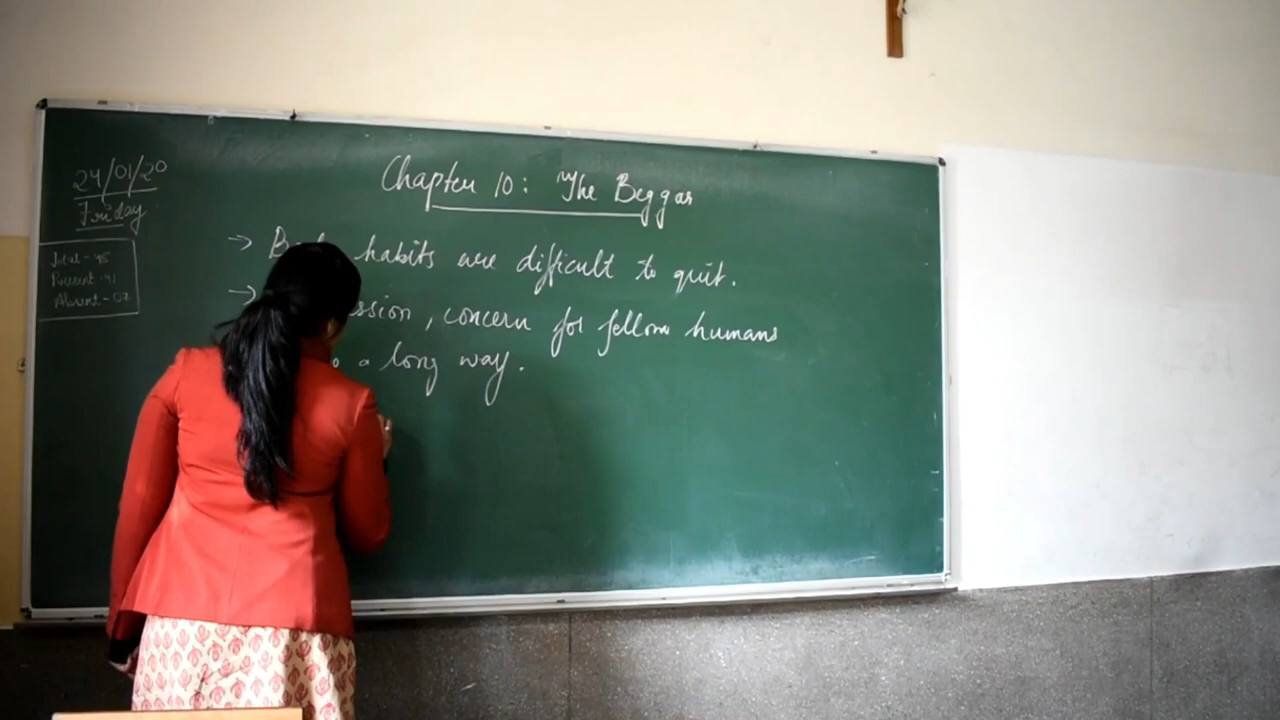 24/01/20
Friday
Total - 48
Present - 41
Absent - 07
Chapter 10: The Beggar
→ habits are difficult to quit.
→ ssion, concern for fellow humans
a long way.